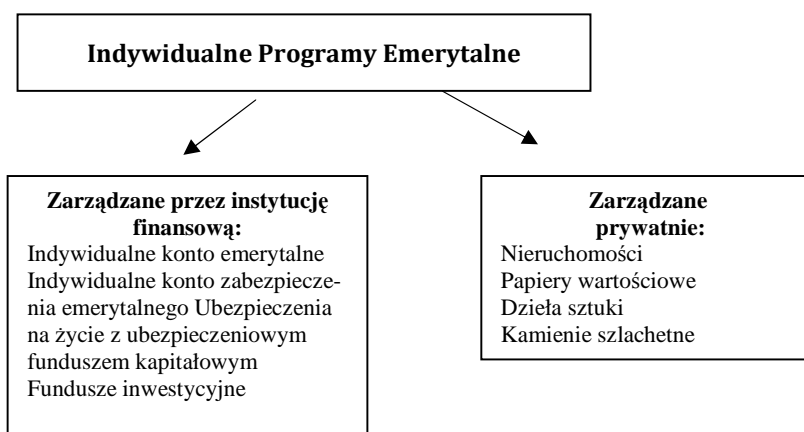 Indywidualne Programy Emerytalne
Zarządzane przez instytucję
finansową:
Indywidualne konto emerytalne
Indywidualne konto zabezpiecze-
nia emerytalnego Ubezpieczenia
na życie z ubezpieczeniowym
funduszem kapitałowym
Fundusze inwestycyjne
Zarządzane
prywatnie:
Nieruchomości
Papiery wartościowe
Dzieła sztuki
Kamienie szlachetne